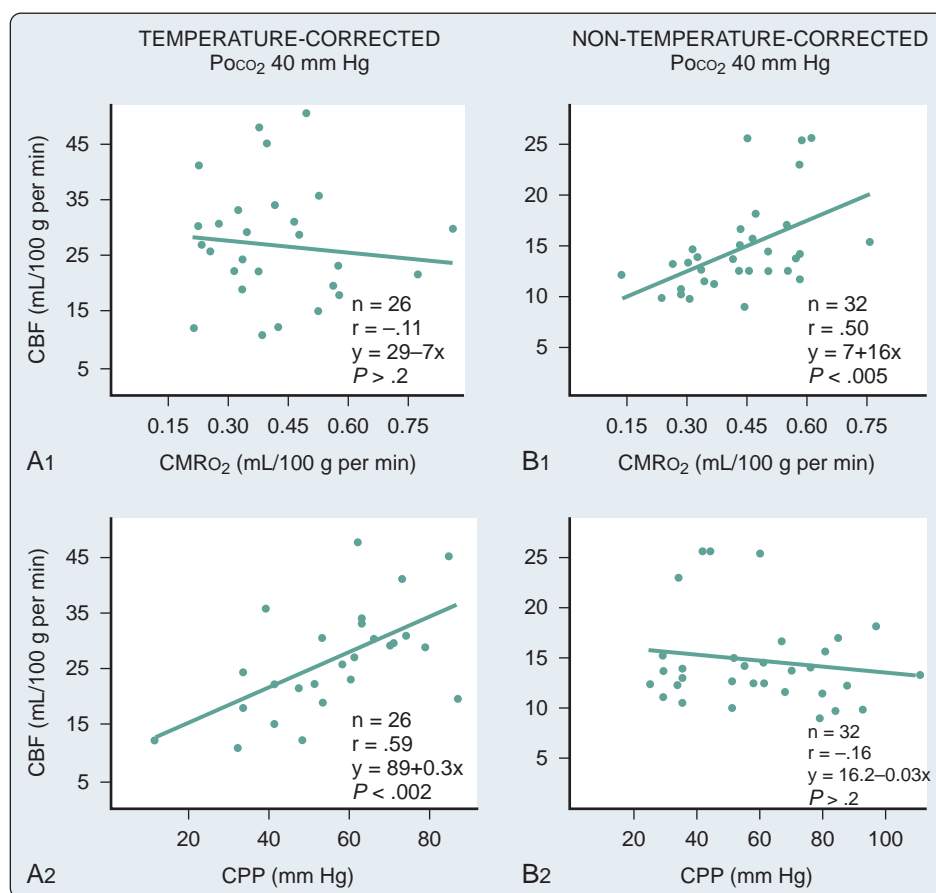 TEMPERATURE-CORRECTED
PoCO2 40 mm Hg
NON-TEMPERATURE-CORRECTED
PoCO2 40 mm Hg
CBF (mL/100 g per min)
45
35
25
15
5
n = 26
r = –.11
y = 29–7x
P > .2
0.15 0.30 0.45 0.60 0.75
A1
CMRO2 (mL/100 g per min)
25
20
15
10
5
n = 32
r = .50
y = 7+16x
P < .005
0.15 0.30 0.45 0.60 0.75
B1
CMRO2 (mL/100 g per min)
CBF (mL/100 g per min)
45
35
25
15
5
n = 26
r = .59
y = 89+0.3x
P < .002
20 40 60 80
A2
CPP (mm Hg)
25
20
15
10
5
n = 32
r = –.16
y = 16.2–0.03x
P > .2
20 40 60 80 100
B2
CPP (mm Hg)